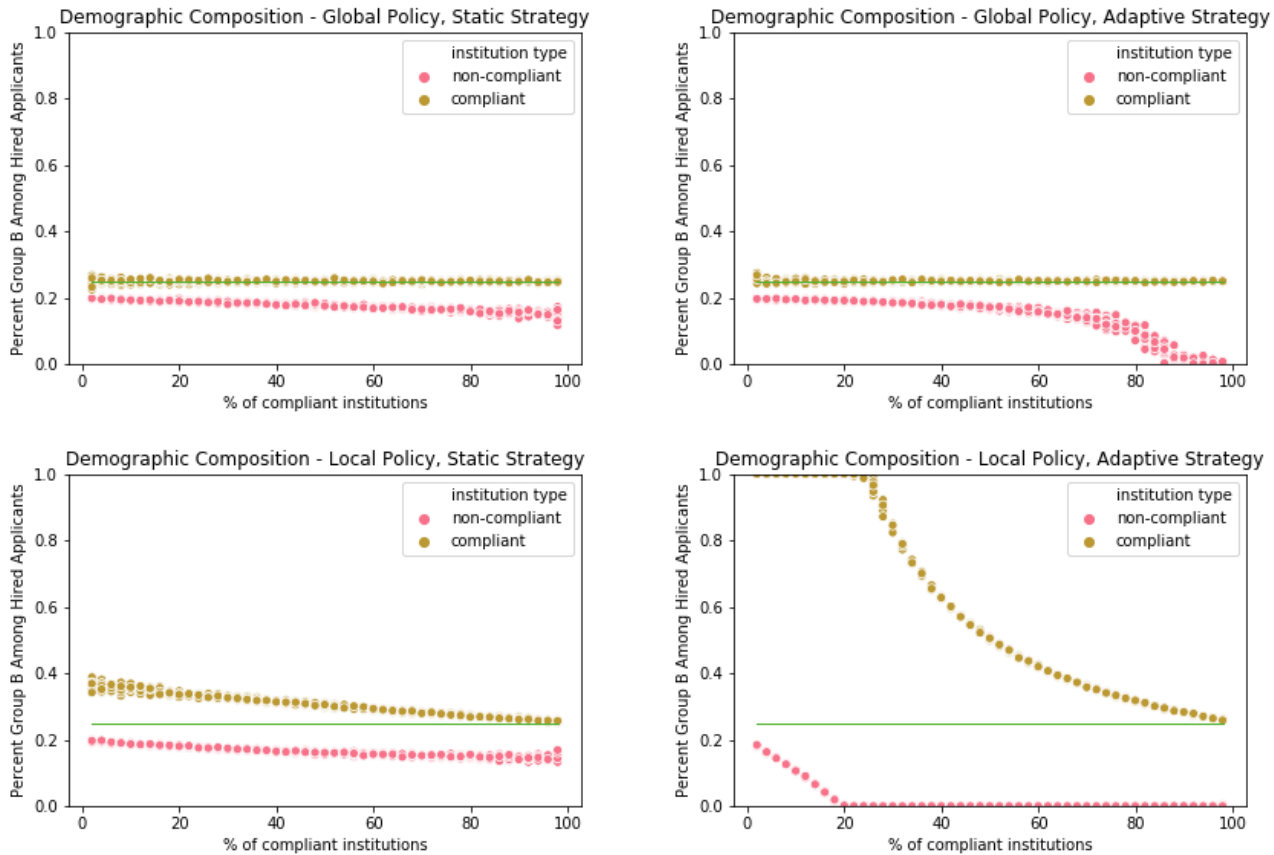 Demographic Composition - Global Policy, Static Strategy
Percent Group B Among Hired Applicants
1.0
0.8
0.6
0.4
0.2
0.0
institution type
non-compliant
compliant
0 20 40 60 80 100
% of compliant institutions
Demographic Composition - Global Policy, Adaptive Strategy
Percent Group B Among Hired Applicants
1.0
0.8
0.6
0.4
0.2
0.0
institution type
non-compliant
compliant
0 20 40 60 80 100
% of compliant institutions
Demographic Composition - Local Policy, Static Strategy
Percent Group B Among Hired Applicants
1.0
0.8
0.6
0.4
0.2
0.0
institution type
non-compliant
compliant
0 20 40 60 80 100
% of compliant institutions
Demographic Composition - Local Policy, Adaptive Strategy
Percent Group B Among Hired Applicants
1.0
0.8
0.6
0.4
0.2
0.0
institution type
non-compliant
compliant
0 20 40 60 80 100
% of compliant institutions